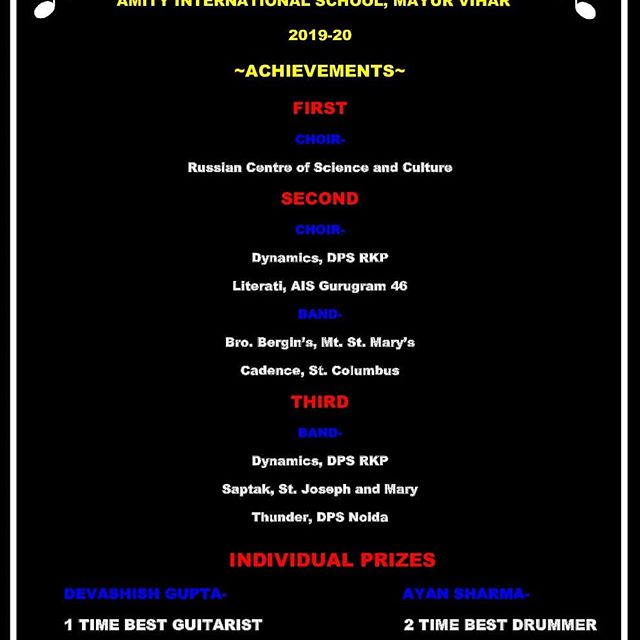 AMITY INTERNATIONAL SCHOOL, MAYUR VIHAR
2019-20
~ACHIEVEMENTS~
FIRST
CHOIR-
Russian Centre of Science and Culture
SECOND
CHOIR-
Dynamics, DPS RKP
Literati, AIS Gurugram 46
BAND-
Bro. Bergin's, Mt. St. Mary's
Cadence, St. Columbus
THIRD
BAND-
Dynamics, DPS RKP
Saptak, St. Joseph and Mary
Thunder, DPS Noida
INDIVIDUAL PRIZES
DEVASHISH GUPTA- AYAN SHARMA-
1 TIME BEST GUITARIST 2 TIME BEST DRUMMER